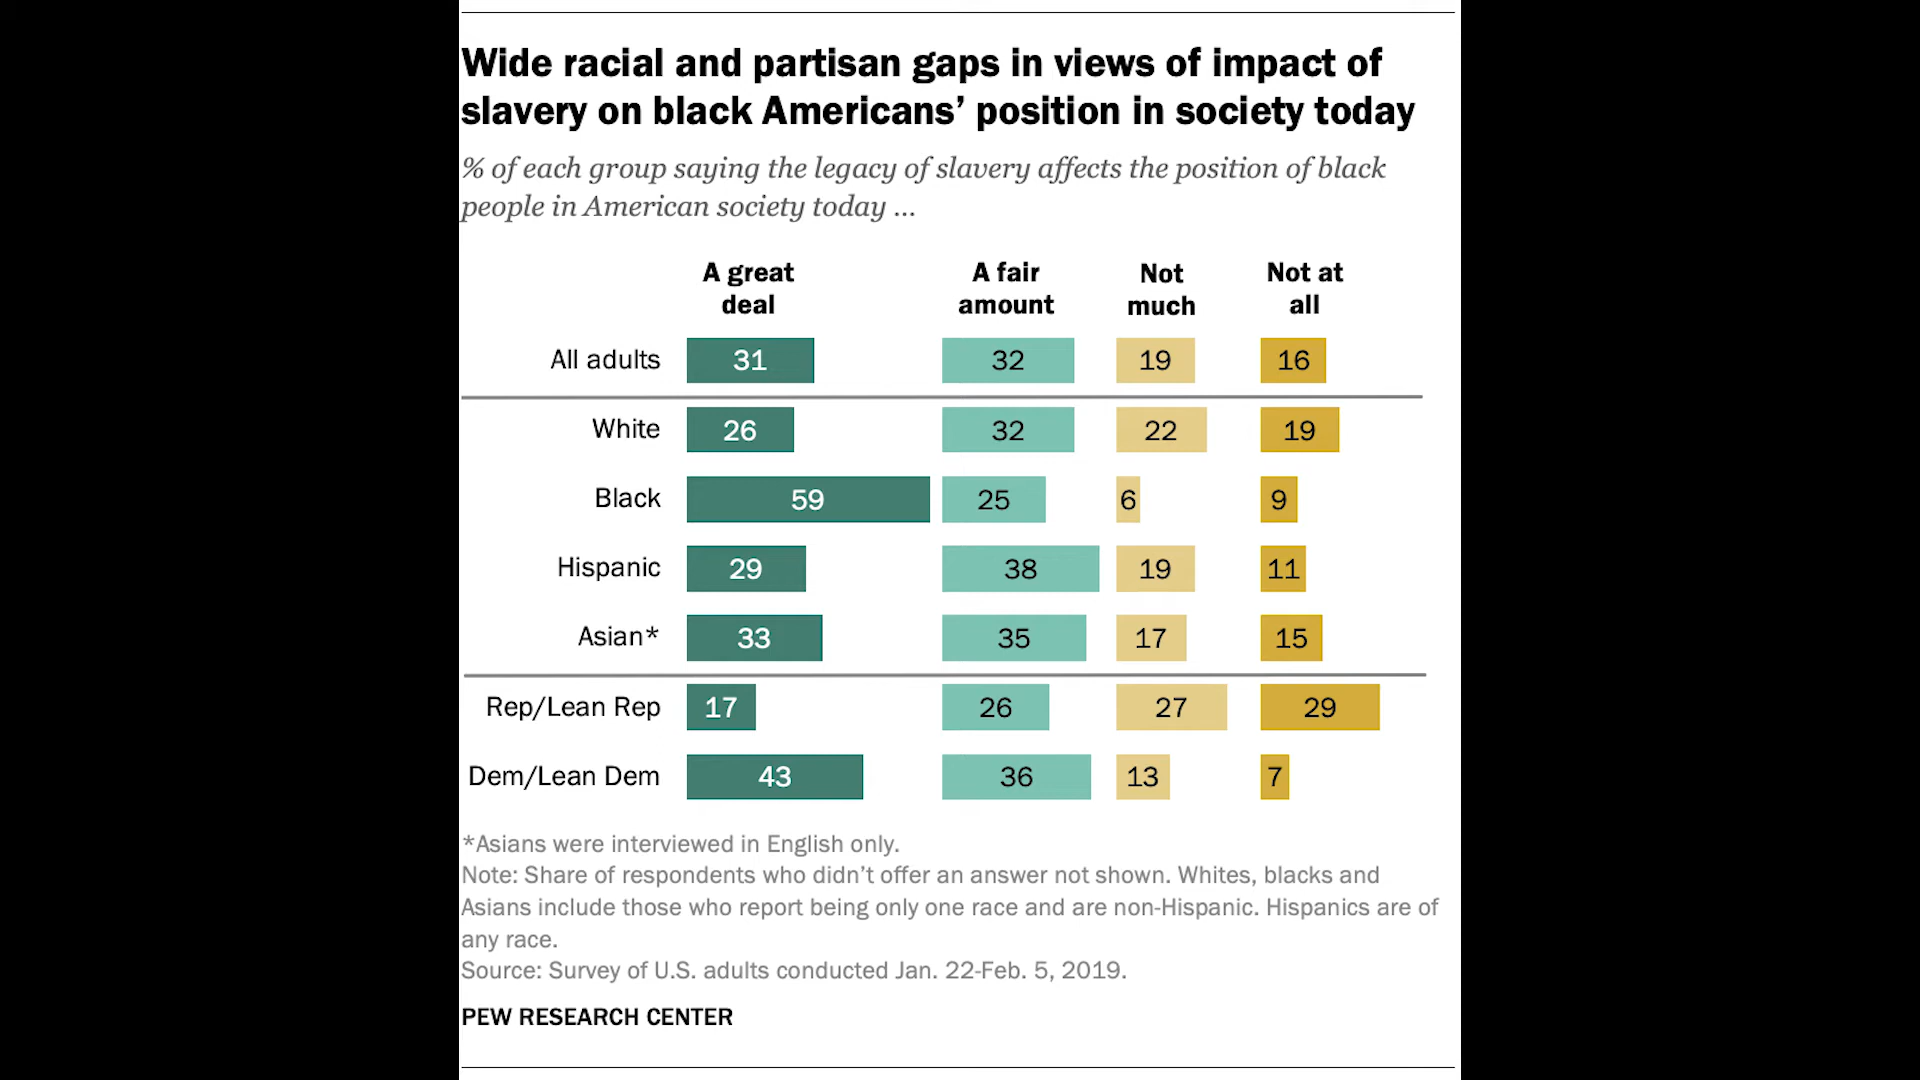 Wide racial and partisan gaps in views of impact of
slavery on black Americans’ position in society today
% of each group saying the legacy of slavery affects the position of black
people in American society today ...
A great deal A fair amount Not much Not at all
All adults 31 32 19 16
White 26 32 22 19
Black 59 25 6 9
Hispanic 29 38 19 11
Asian* 33 35 17 15
Rep/Lean Rep 17 26 27 29
Dem/Lean Dem 43 36 13 7
*Asians were interviewed in English only.
Note: Share of respondents who didn’t offer an answer not shown. Whites, blacks and
Asians include those who report being only one race and are non-Hispanic. Hispanics are of
any race.
Source: Survey of U.S. adults conducted Jan. 22-Feb. 5, 2019.
PEW RESEARCH CENTER